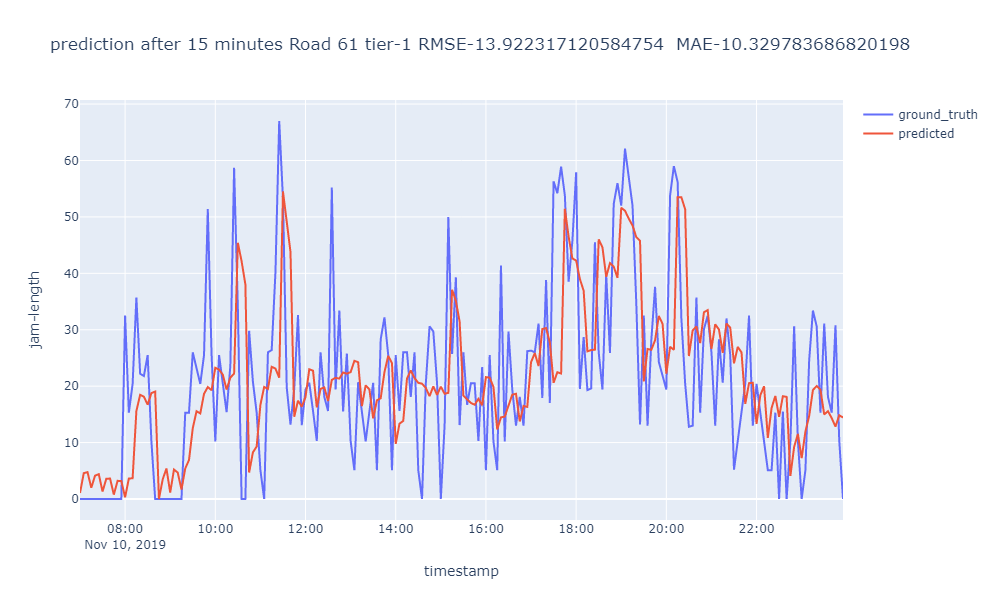 prediction after 15 minutes Road 61 tier-1 RMSE-13.922317120584754  MAE-10.329783686820198
ground_truth
predicted
jam-length
70
60
50
40
30
20
10
0
08:00 10:00 12:00 14:00 16:00 18:00 20:00 22:00
Nov 10, 2019
timestamp